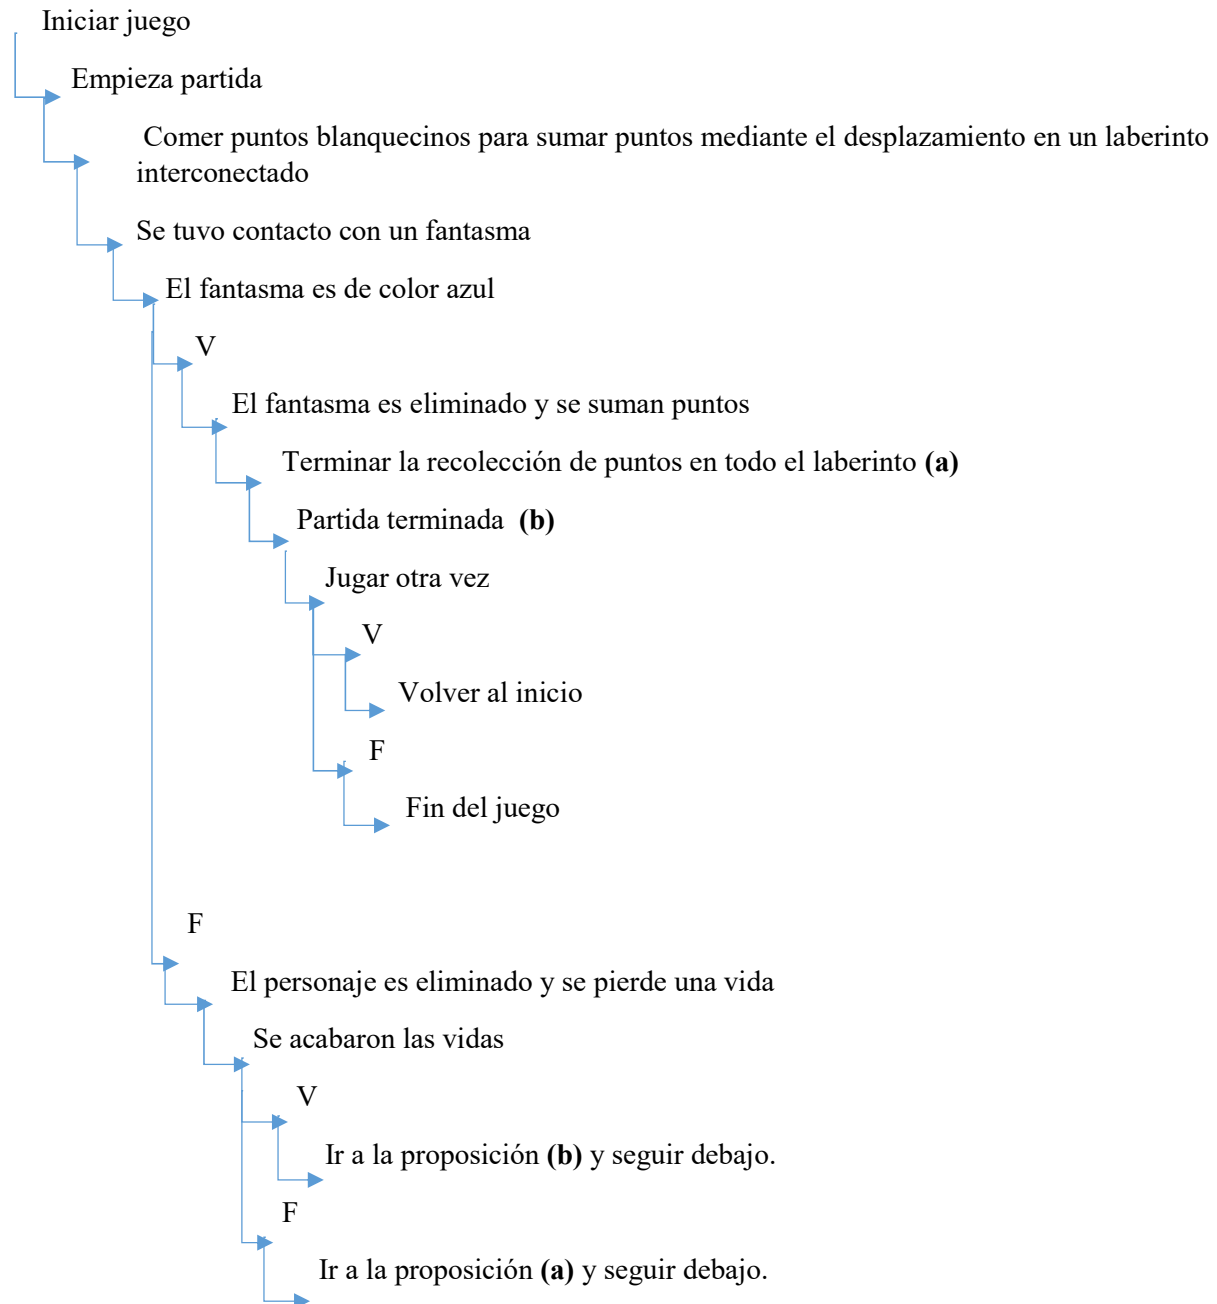 Iniciar juego
Empieza partida
Comer puntos blanquecinos para sumar puntos mediante el desplazamiento en un laberinto
interconectado
Se tuvo contacto con un fantasma
El fantasma es de color azul
V
El fantasma es eliminado y se suman puntos
Terminar la recolección de puntos en todo el laberinto (a)
Partida terminada (b)
Jugar otra vez
V
Volver al inicio
F
Fin del juego
F
El personaje es eliminado y se pierde una vida
Se acabaron las vidas
V
Ir a la proposición (b) y seguir debajo.
F
Ir a la proposición (a) y seguir debajo.